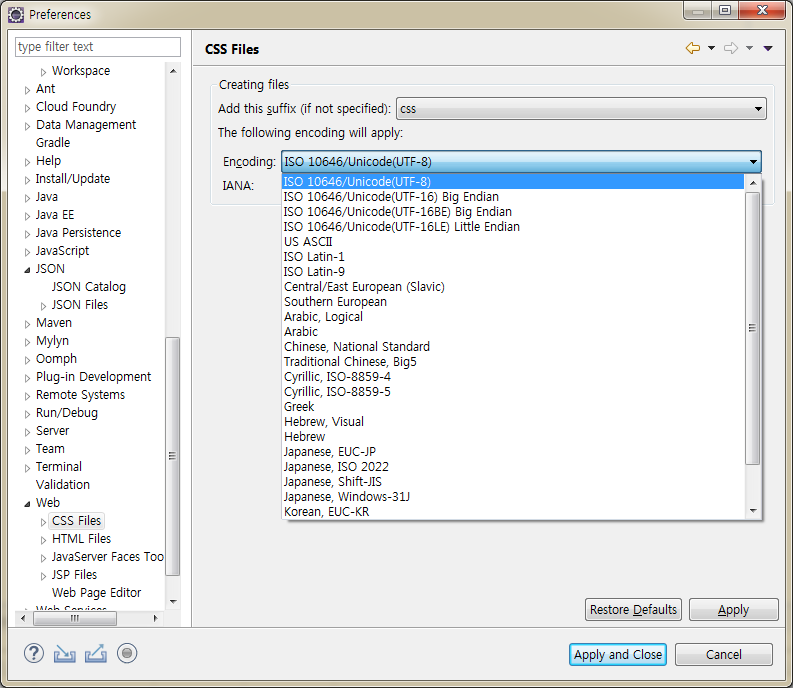 Preferences
type filter text
Workspace
Ant
Cloud Foundry
Data Management
Gradle
Help
Install/Update
Java
Java EE
Java Persistence
JavaScript
JSON
JSON Catalog
JSON Files
Maven
Mylyn
Oomph
Plug-in Development
Remote Systems
Run/Debug
Server
Team
Terminal
Validation
Web
CSS Files
HTML Files
JavaServer Faces Too
JSP Files
Web Page Editor
Web Services
CSS Files
Creating files
Add this suffix (if not specified): css
The following encoding will apply:
Encoding: ISO 10646/Unicode(UTF-8)
IANA:
ISO 10646/Unicode(UTF-8)
ISO 10646/Unicode(UTF-16) Big Endian
ISO 10646/Unicode(UTF-16BE) Big Endian
ISO 10646/Unicode(UTF-16LE) Little Endian
US ASCII
ISO Latin-1
ISO Latin-9
Central/East European (Slavic)
Southern European
Arabic, Logical
Arabic
Chinese, National Standard
Traditional Chinese, Big5
Cyrillic, ISO-8859-4
Cyrillic, ISO-8859-5
Greek
Hebrew, Visual
Hebrew
Japanese, EUC-JP
Japanese, ISO 2022
Japanese, Shift-JIS
Japanese, Windows-31J
Korean, EUC-KR
Restore Defaults
Apply
?
Apply and Close
Cancel